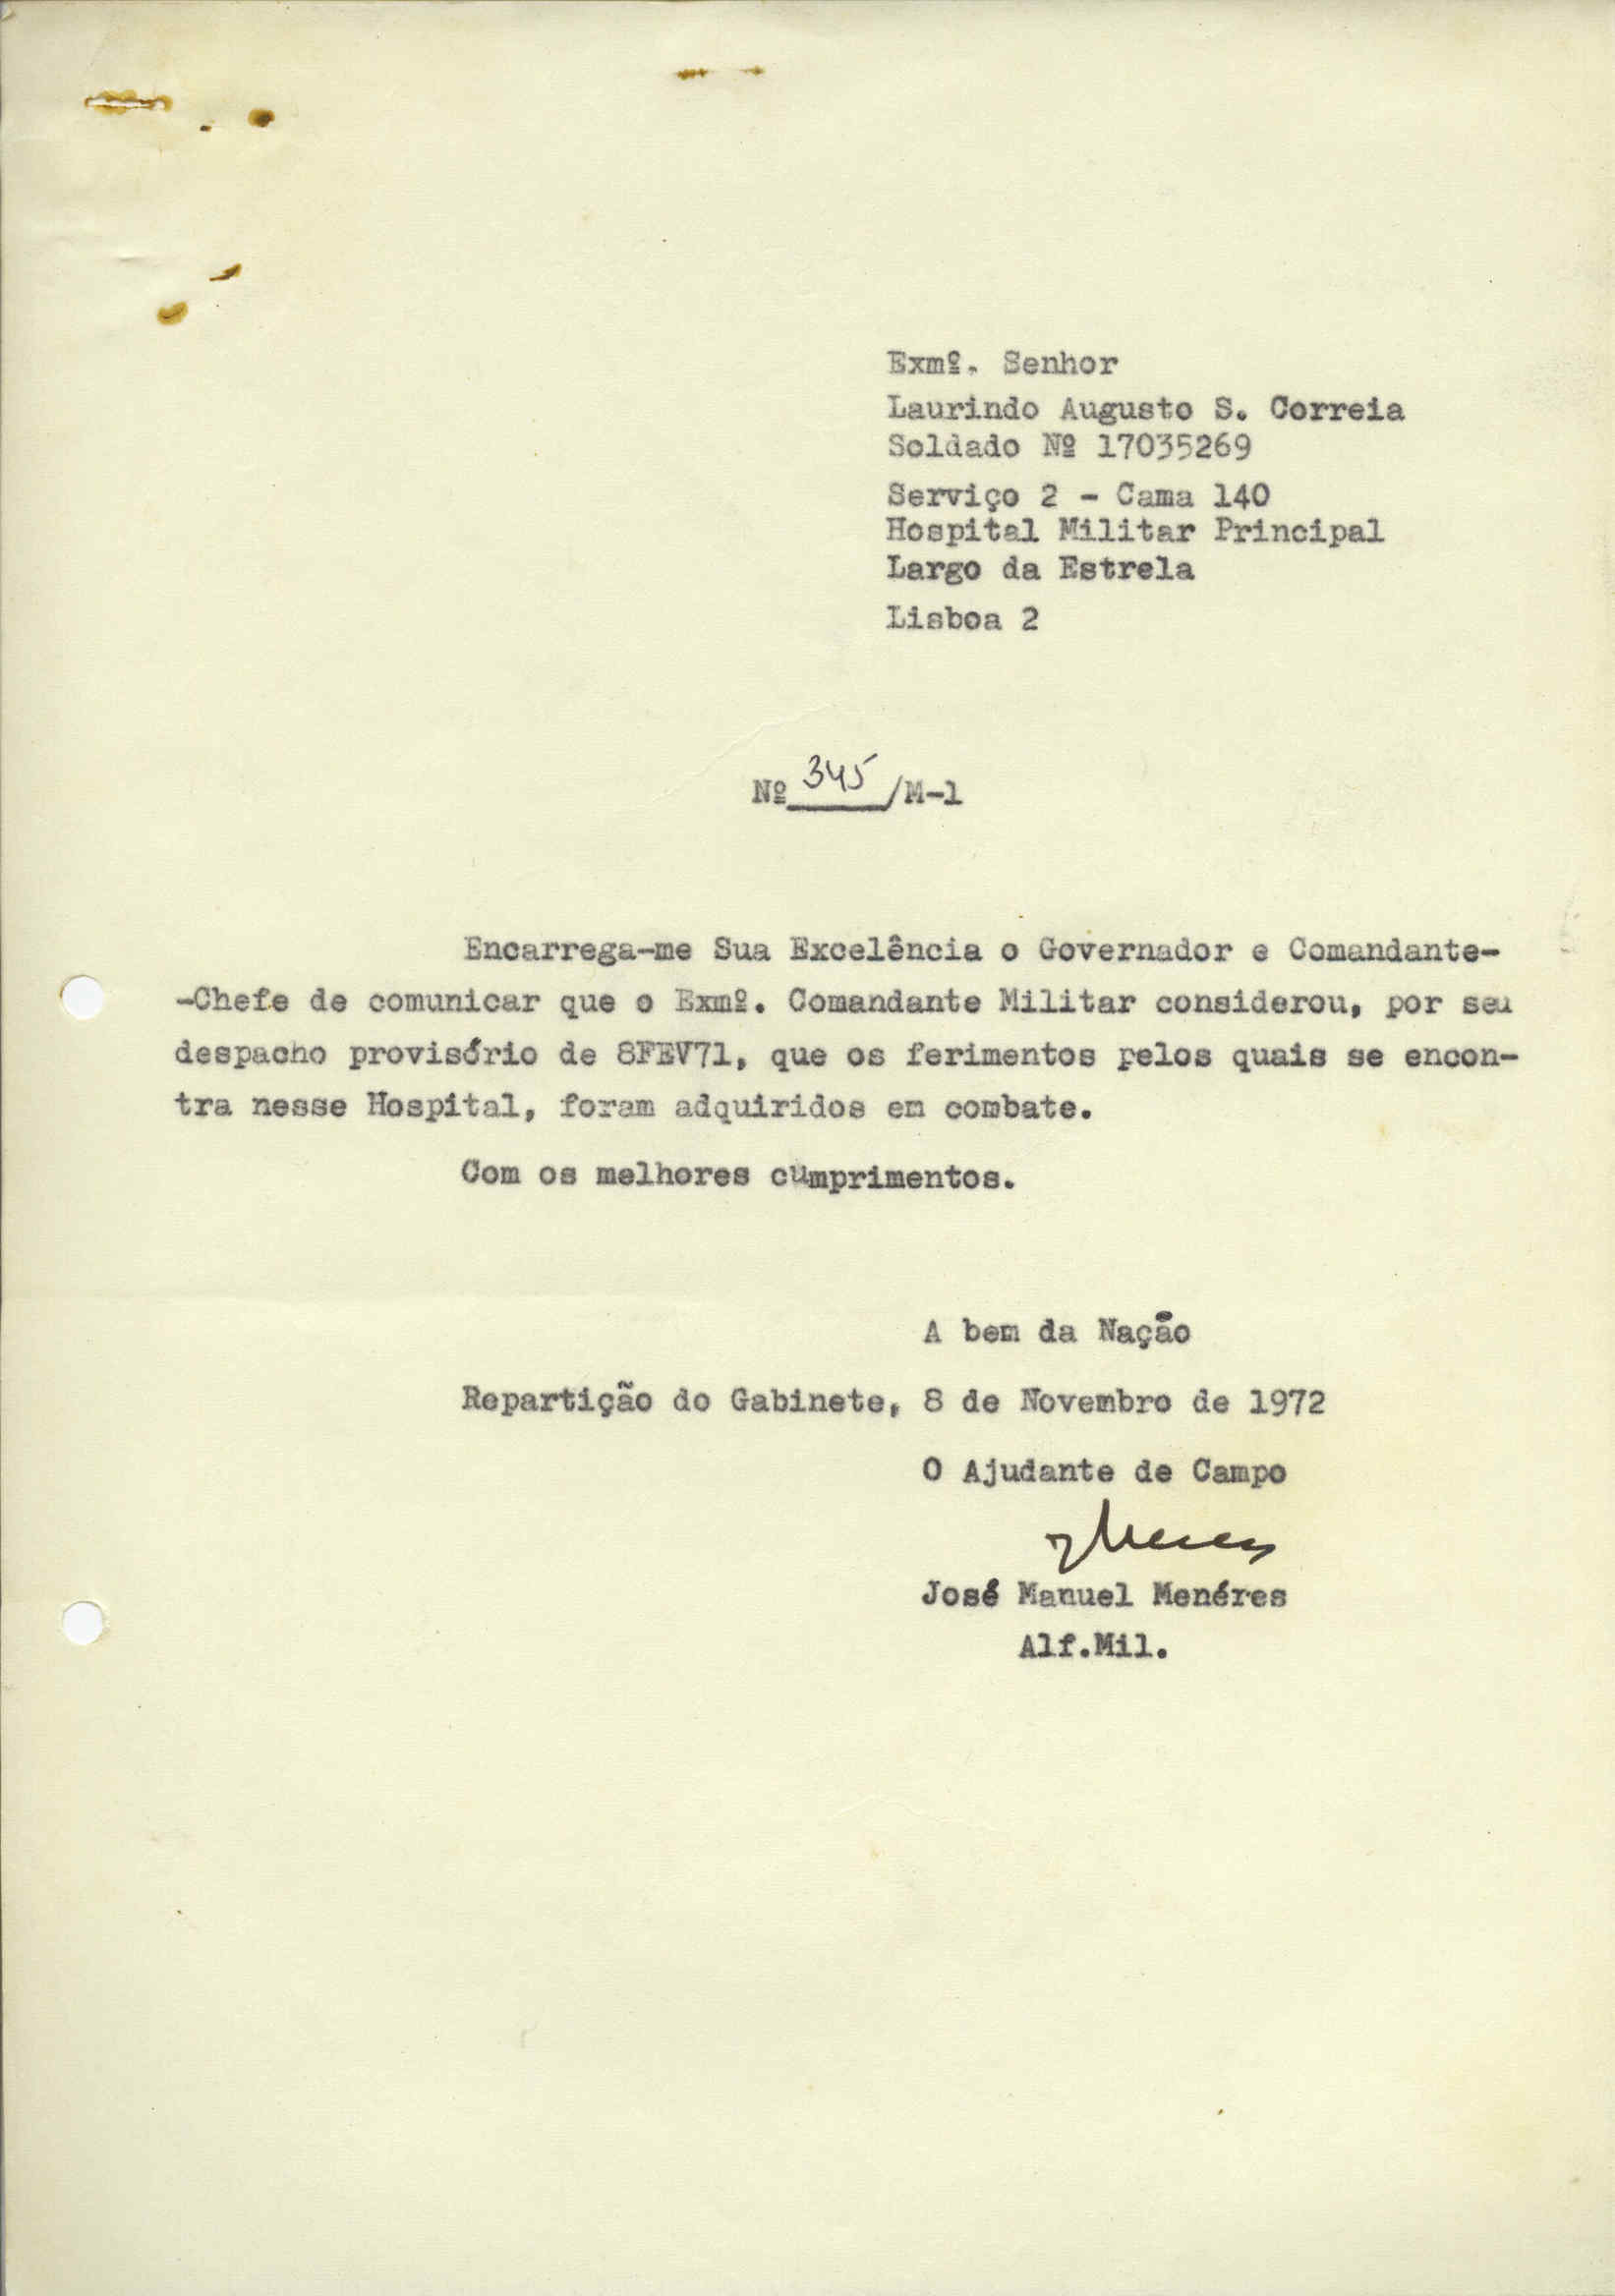 Exmº. Senhor
Laurindo Augusto S. Correia
Soldado Nº 17035269
Serviço 2 - Cama 140
Hospital Militar Principal
Largo da Estrela
Lisboa 2
Nº 345 /M-1
Encarrega-me Sua Excelência o Governador e Comandante-
-Chefe de comunicar que o Exmº. Comandante Militar considerou, por seu
despacho provisório de 8FEV71, que os ferimentos pelos quais se encon-
tra nesse Hospital, foram adquiridos em combate.
Com os melhores cumprimentos.
A bem da Nação
Repartição do Gabinete, 8 de Novembro de 1972
O Ajudante de Campo
José Manuel Menéres
Alf.Mil.